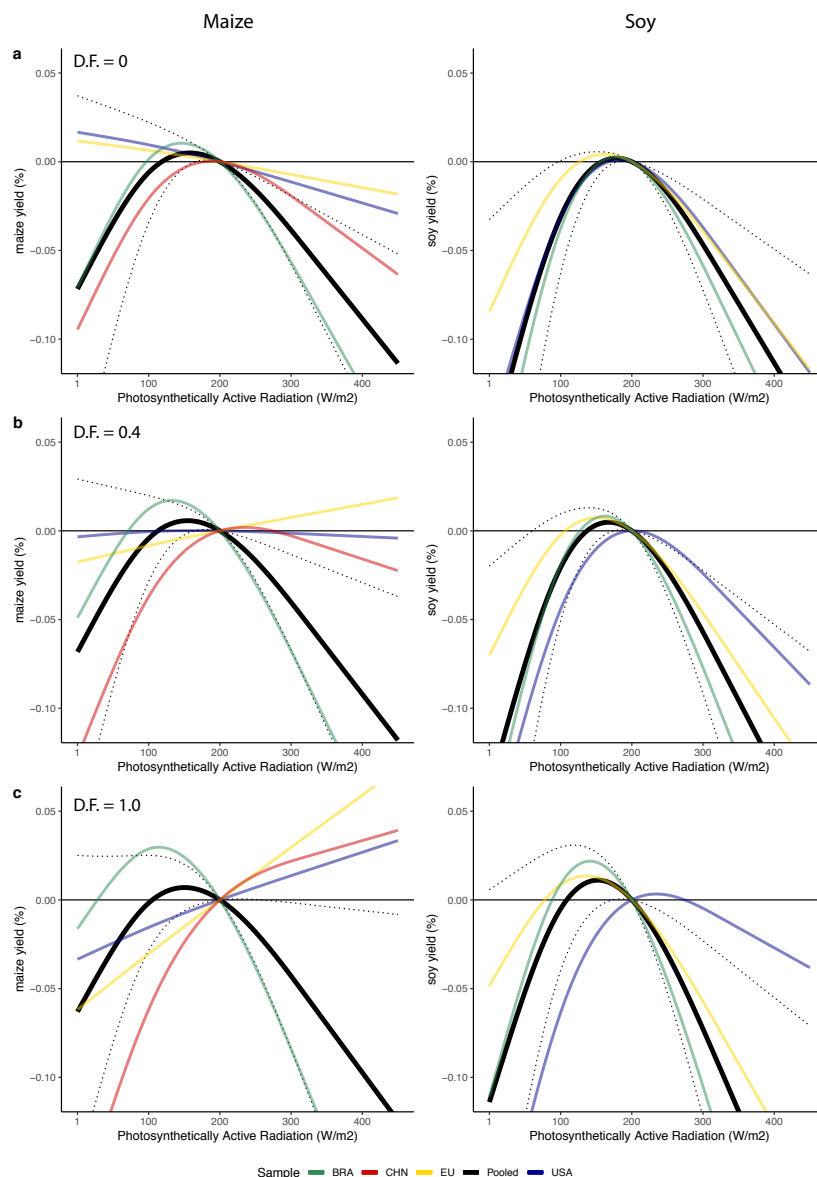 Maize Soy
a
D.F. = 0
maize yield (%)
0.05
0.00
−0.05
−0.10
1 100 200 300 400
Photosynthetically Active Radiation (W/m2)
soy yield (%)
0.05
0.00
−0.05
−0.10
1 100 200 300 400
Photosynthetically Active Radiation (W/m2)
b
D.F. = 0.4
maize yield (%)
0.05
0.00
−0.05
−0.10
1 100 200 300 400
Photosynthetically Active Radiation (W/m2)
soy yield (%)
0.05
0.00
−0.05
−0.10
1 100 200 300 400
Photosynthetically Active Radiation (W/m2)
c
D.F. = 1.0
maize yield (%)
0.05
0.00
−0.05
−0.10
1 100 200 300 400
Photosynthetically Active Radiation (W/m2)
soy yield (%)
0.05
0.00
−0.05
−0.10
1 100 200 300 400
Photosynthetically Active Radiation (W/m2)
Sample BRA CHN EU Pooled USA